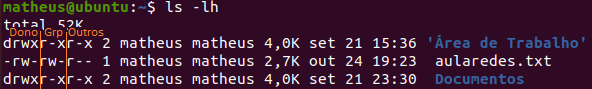 matheus@ubuntu:~$ ls -lh
total 52K
Dono Grp Outros
drwxr-xr-x 2 matheus matheus 4,0K set 21 15:36 'Área de Trabalho'
-rw-rw-r-- 1 matheus matheus 2,7K out 24 19:23 aularedes.txt
drwxr-xr-x 2 matheus matheus 4,0K set 21 23:30 Documentos